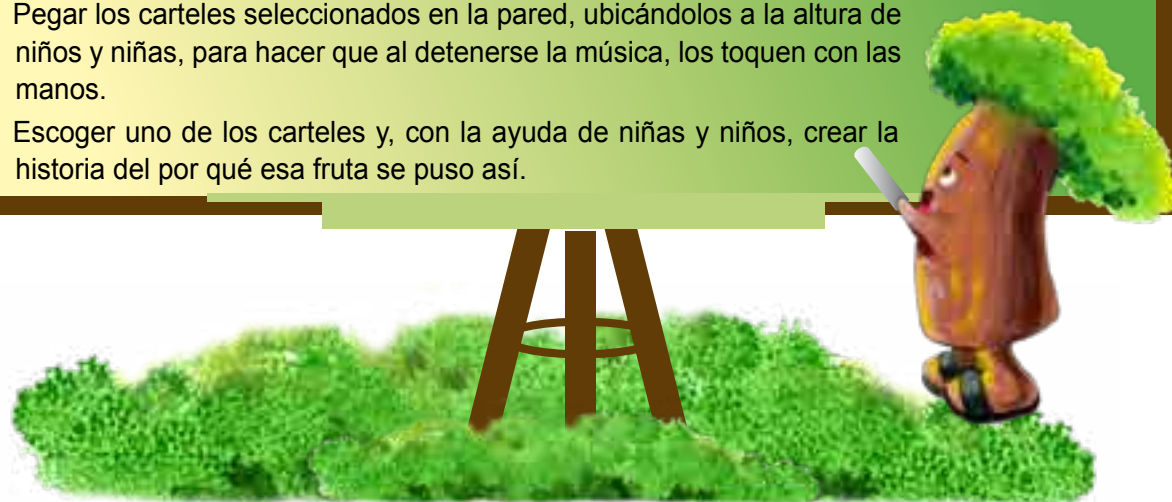 Pegar los carteles seleccionados en la pared, ubicándolos a la altura de
niños y niñas, para hacer que al detenerse la música, los toquen con las
manos.
Escoger uno de los carteles y, con la ayuda de niñas y niños, crear la
historia del por qué esa fruta se puso así.